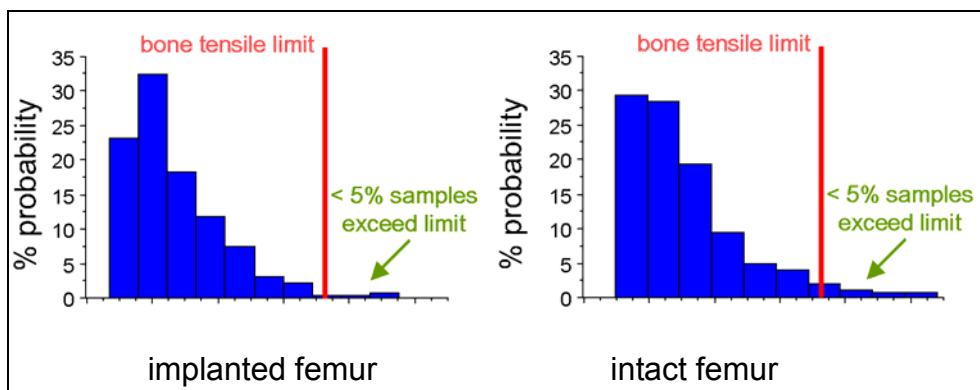 bone tensile limit
35
30
25
20
15
10
5
0
% probability
< 5% samples
exceed limit
implanted femur
bone tensile limit
35
30
25
20
15
10
5
0
% probability
< 5% samples
exceed limit
intact femur